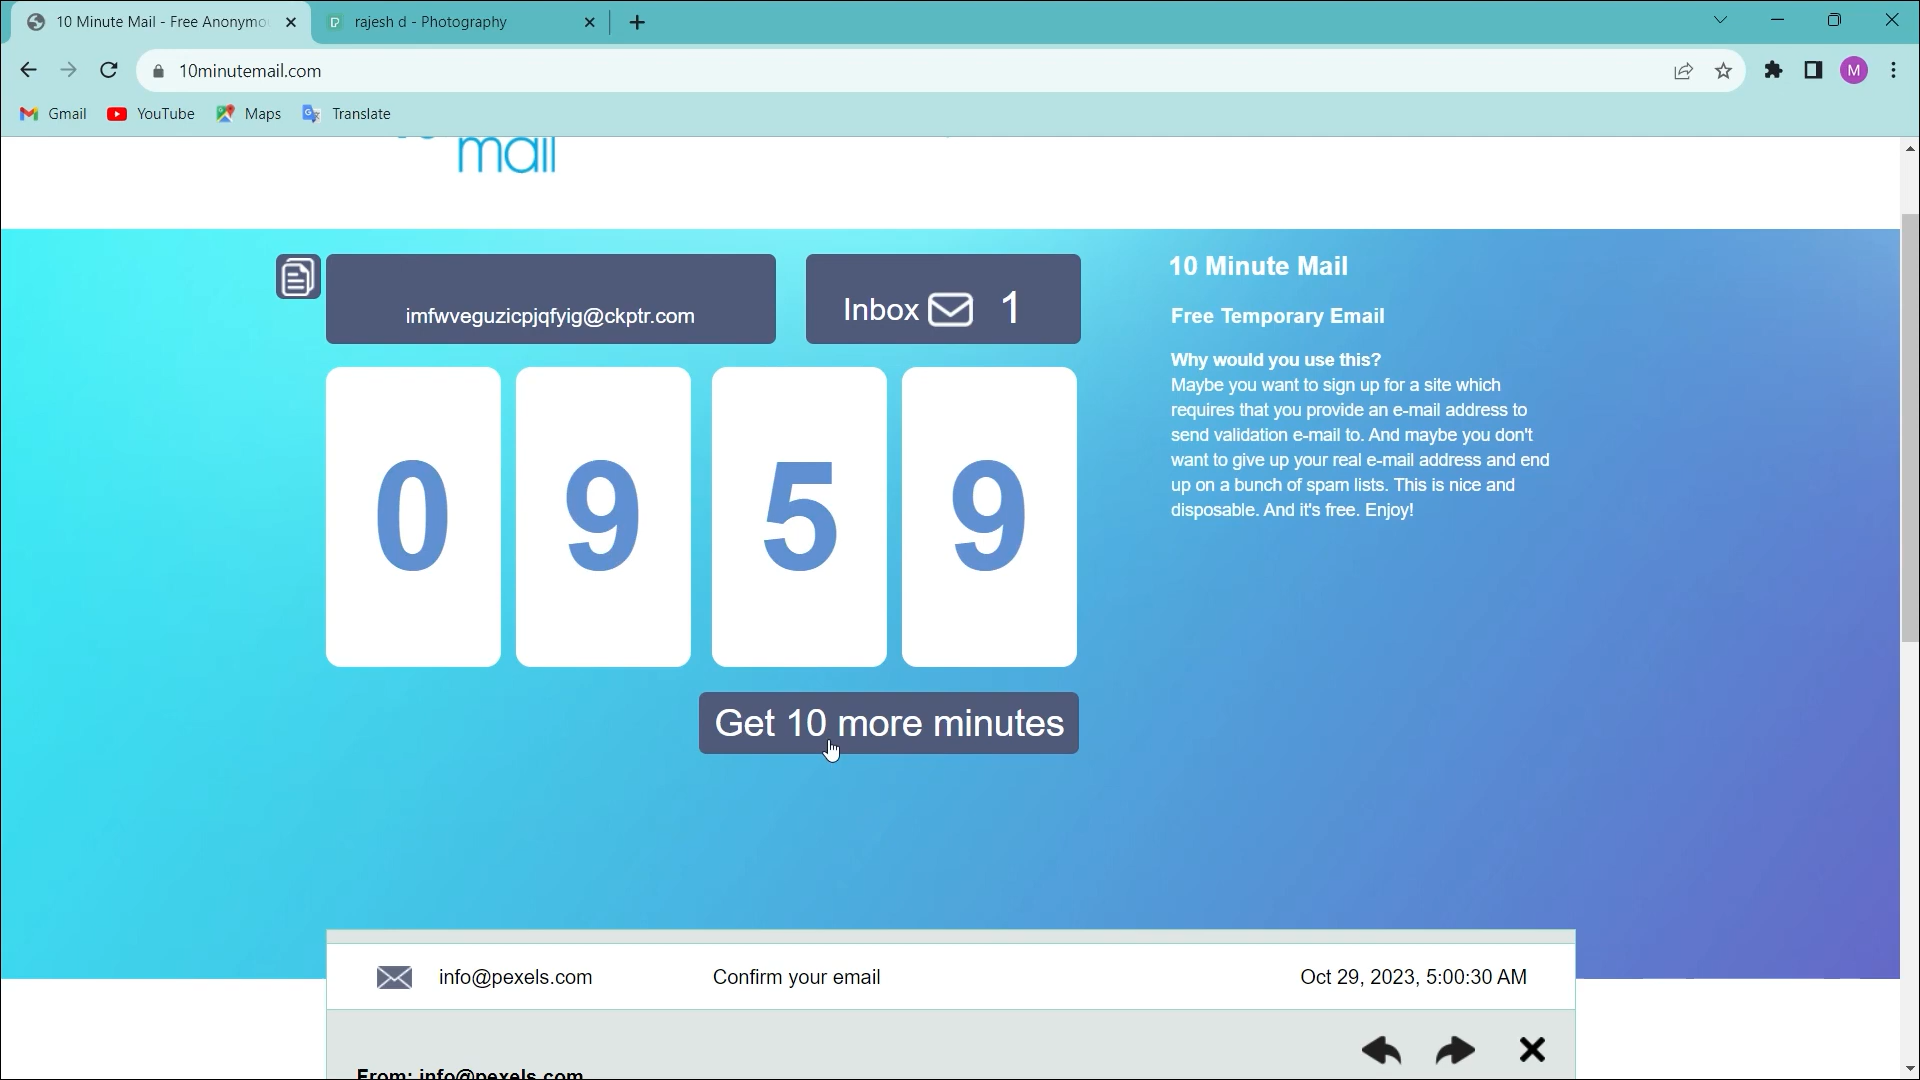 10 Minute Mail - Free Anonymo
rajesh d - Photography
10minutemail.com
M
Gmail
YouTube
Maps
Translate
mail
imfwveguzicpjqfyig@ckptr.com
Inbox 1
0 9 5 9
Get 10 more minutes
10 Minute Mail
Free Temporary Email
Why would you use this?
Maybe you want to sign up for a site which
requires that you provide an e-mail address to
send validation e-mail to. And maybe you don't
want to give up your real e-mail address and end
up on a bunch of spam lists. This is nice and
disposable. And it's free. Enjoy!
info@pexels.com Confirm your email Oct 29, 2023, 5:00:30 AM
From: info@pexels.com